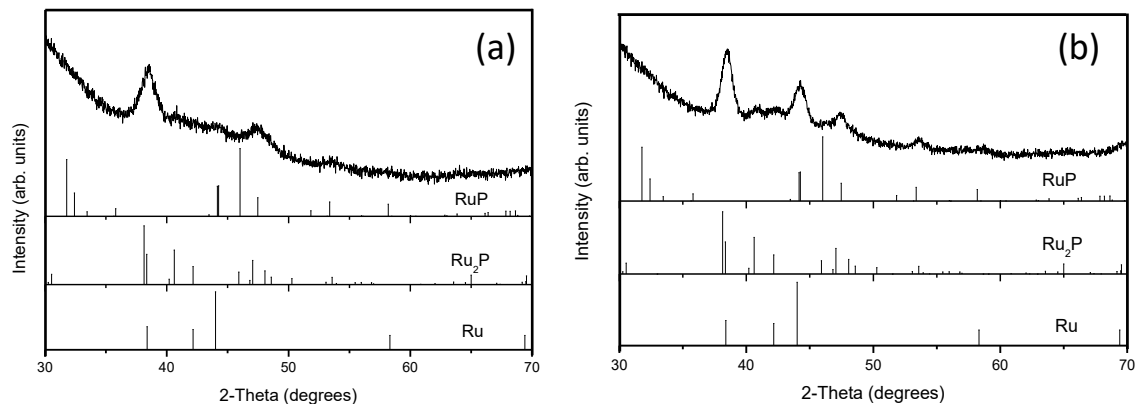 (a)
Intensity (arb. units)
RuP
Ru₂P
Ru
30 40 50 60 70
2-Theta (degrees)
(b)
Intensity (arb. units)
RuP
Ru₂P
Ru
30 40 50 60 70
2-Theta (degrees)